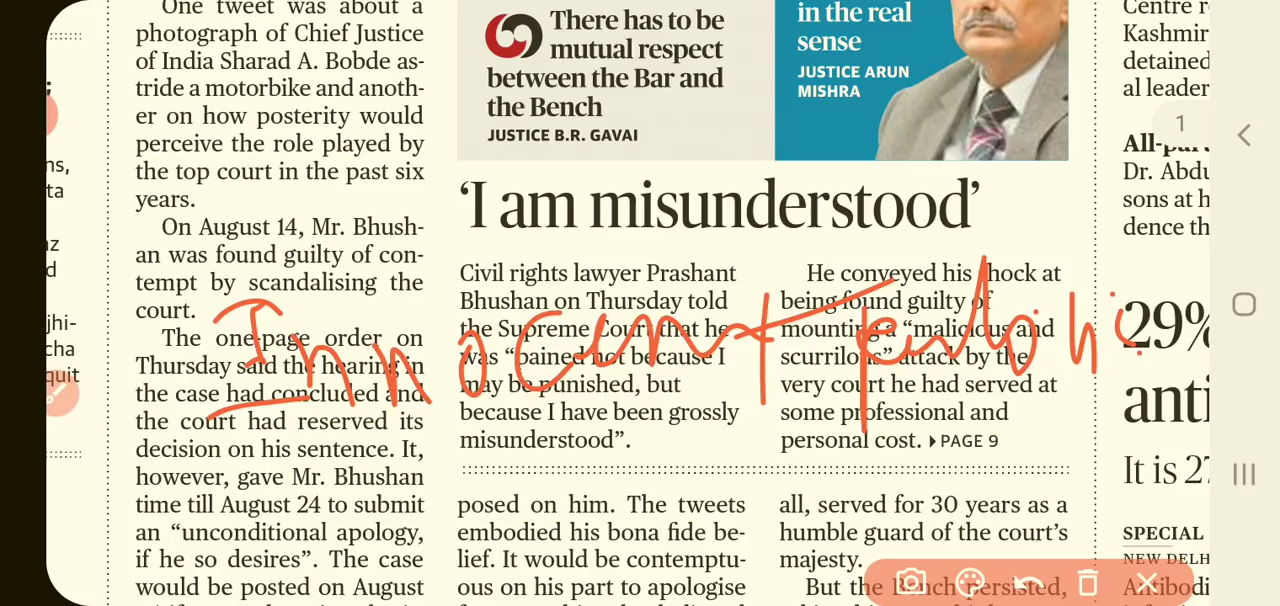 One tweet was about a
photograph of Chief Justice
of India Sharad A. Bobde as-
tride a motorbike and anoth-
er on how posterity would
perceive the role played by
the top court in the past six
years.
On August 14, Mr. Bhush-
an was found guilty of con-
tempt by scandalising the
court.
The one-page order on
Thursday said the hearing in
the case had concluded and
the court had reserved its
decision on his sentence. It,
however, gave Mr. Bhushan
time till August 24 to submit
an “unconditional apology,
if he so desires”. The case
would be posted on August
There has to be
mutual respect
between the Bar and
the Bench
JUSTICE B.R. GAVAI
in the real
sense
JUSTICE ARUN
MISHRA
‘I am misunderstood’
Civil rights lawyer Prashant
Bhushan on Thursday told
the Supreme Court that he
was “pained not because I
may be punished, but
because I have been grossly
misunderstood”.
He conveyed his shock at
being found guilty of
mounting a “malicious and
scurrilous” attack by the
very court he had served at
some professional and
personal cost. PAGE 9
Innocent
posed on him. The tweets
embodied his bona fide be-
lief. It would be contemptu-
ous on his part to apologise
all, served for 30 years as a
humble guard of the court’s
majesty.
But the Bench persisted,
Centre
Kashmir
detained
al leader
Dr. Abdu
sons at h
dence th
29%
anti
It is 27
SPECIAL
NEW DELH
Antibodi
1
ns,
ta
nz
d
jhi-
cha
quit